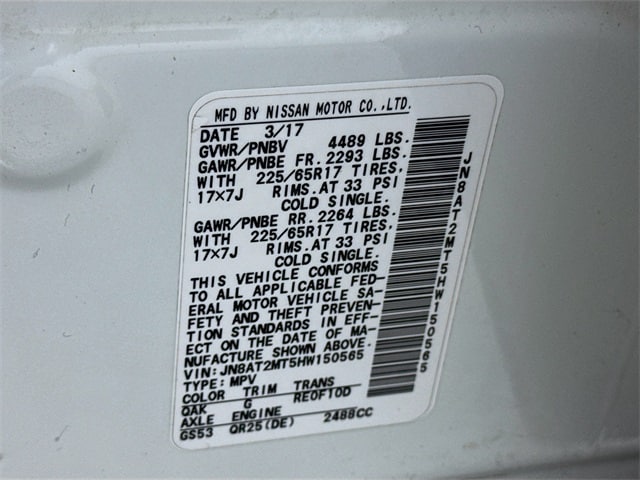 MFD BY NISSAN MOTOR CO.,LTD.
DATE 3/17
GVWR/PNBV 4489 LBS.
GAWR/PNBE FR. 2293 LBS.
WITH 225/65R17 TIRES,
17×7J RIMS. AT 33 PSI
COLD SINGLE.
GAWR/PNBE RR. 2264 LBS.
WITH 225/65R17 TIRES,
17×7J RIMS. AT 33 PSI
COLD SINGLE.
THIS VEHICLE CONFORMS
TO ALL APPLICABLE FED-
ERAL MOTOR VEHICLE SA-
FETY AND THEFT PREVEN-
TION STANDARDS IN EFF-
ECT ON THE DATE OF MA-
NUFACTURE SHOWN ABOVE.
VIN:JN8AT2MT5HW150565
TYPE:MPV
COLOR TRIM TRANS
QAK G RE0F10D
AXLE ENGINE
GS53 QR25(DE) 2488CC
JN8AT2MT5HW150565